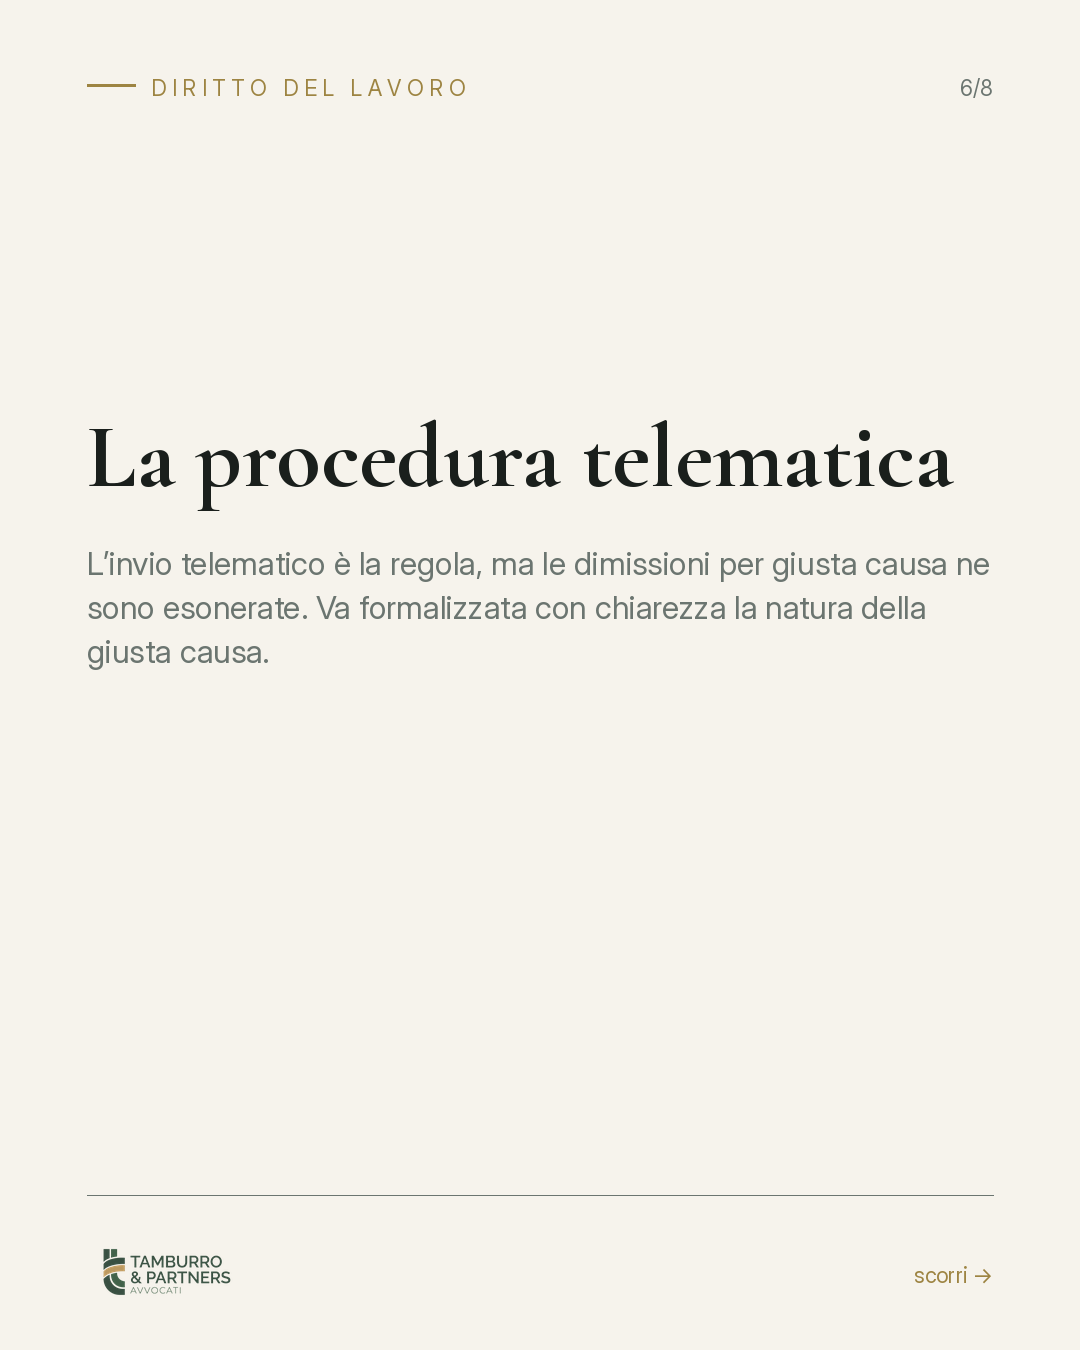 DIRITTO DEL LAVORO
6/8
La procedura telematica
L’invio telematico è la regola, ma le dimissioni per giusta causa ne
sono esonerate. Va formalizzata con chiarezza la natura della
giusta causa.
TAMBURRO
& PARTNERS
AVVOCATI
scorri →